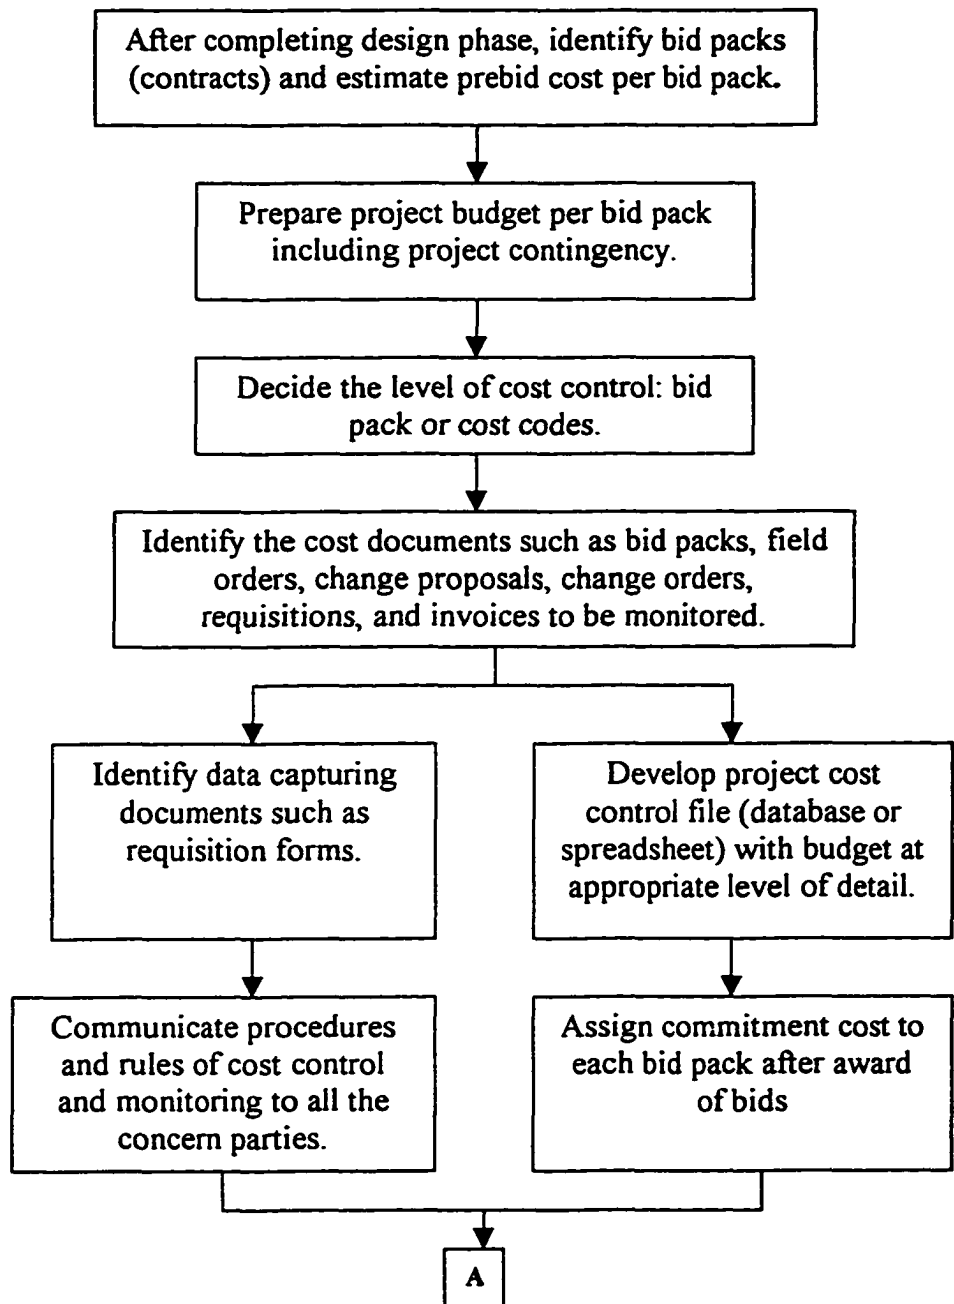 After completing design phase, identify bid packs
(contracts) and estimate prebid cost per bid pack.
Prepare project budget per bid pack
including project contingency.
Decide the level of cost control: bid
pack or cost codes.
Identify the cost documents such as bid packs, field
orders, change proposals, change orders,
requisitions, and invoices to be monitored.
Identify data capturing
documents such as
requisition forms.
Develop project cost
control file (database or
spreadsheet) with budget at
appropriate level of detail.
Communicate procedures
and rules of cost control
and monitoring to all the
concern parties.
Assign commitment cost to
each bid pack after award
of bids
A